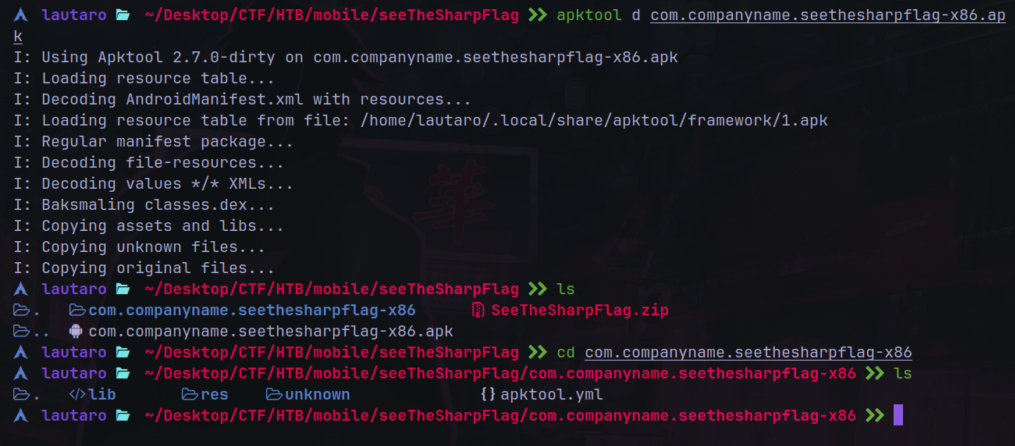 lautaro ~/Desktop/CTF/HTB/mobile/seeTheSharpFlag >> apktool d com.companyname.seethesharpflag-x86.ap
k
I: Using Apktool 2.7.0-dirty on com.companyname.seethesharpflag-x86.apk
I: Loading resource table...
I: Decoding AndroidManifest.xml with resources...
I: Loading resource table from file: /home/lautaro/.local/share/apktool/framework/1.apk
I: Regular manifest package...
I: Decoding file-resources...
I: Decoding values */* XMLs...
I: Baksmaling classes.dex...
I: Copying assets and libs...
I: Copying unknown files...
I: Copying original files...
lautaro ~/Desktop/CTF/HTB/mobile/seeTheSharpFlag >> ls
. com.companyname.seethesharpflag-x86 SeeTheSharpFlag.zip
.. com.companyname.seethesharpflag-x86.apk
lautaro ~/Desktop/CTF/HTB/mobile/seeTheSharpFlag >> cd com.companyname.seethesharpflag-x86
lautaro ~/Desktop/CTF/HTB/mobile/seeTheSharpFlag/com.companyname.seethesharpflag-x86 >> ls
. lib res unknown apktool.yml
lautaro ~/Desktop/CTF/HTB/mobile/seeTheSharpFlag/com.companyname.seethesharpflag-x86 >>